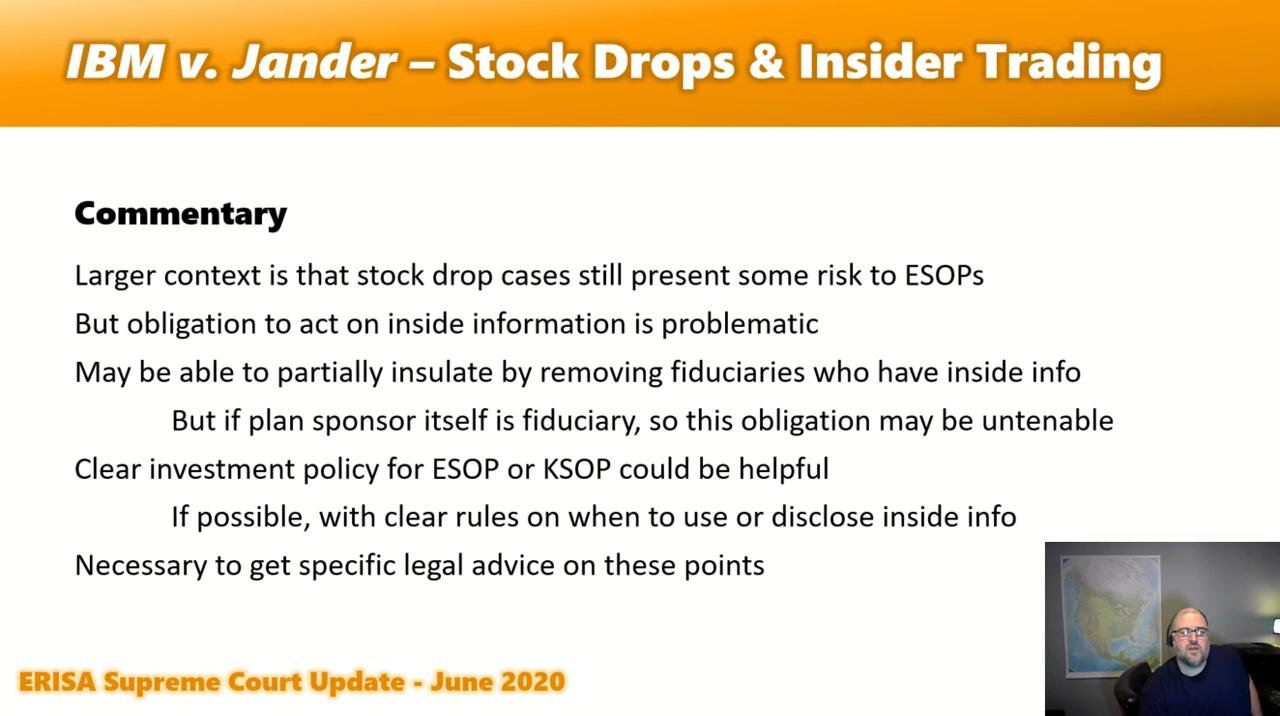 IBM v. Jander – Stock Drops & Insider Trading
Commentary
Larger context is that stock drop cases still present some risk to ESOPs
But obligation to act on inside information is problematic
May be able to partially insulate by removing fiduciaries who have inside info
But if plan sponsor itself is fiduciary, so this obligation may be untenable
Clear investment policy for ESOP or KSOP could be helpful
If possible, with clear rules on when to use or disclose inside info
Necessary to get specific legal advice on these points
ERISA Supreme Court Update - June 2020